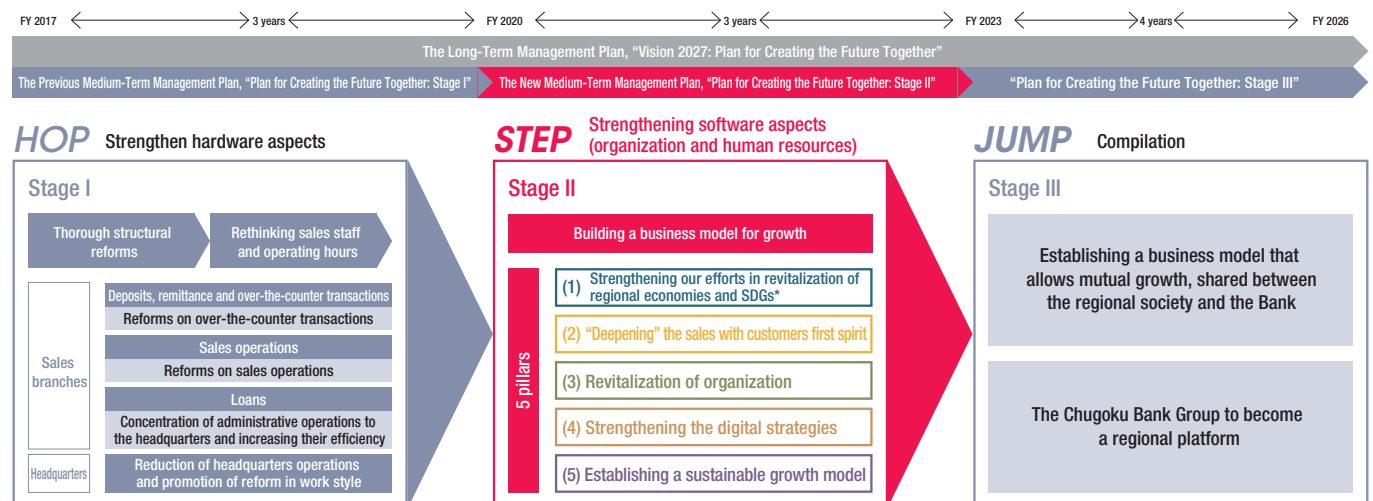 FY 2017
3 years
FY 2020
3 years
FY 2023
4 years
FY 2026
The Long-Term Management Plan, “Vision 2027: Plan for Creating the Future Together”
The Previous Medium-Term Management Plan, “Plan for Creating the Future Together: Stage I”
The New Medium-Term Management Plan, “Plan for Creating the Future Together: Stage II”
“Plan for Creating the Future Together: Stage III”
HOP Strengthen hardware aspects
Stage I
Thorough structural
reforms
Rethinking sales staff
and operating hours
Sales
branches
Deposits, remittance and over-the-counter transactions
Reforms on over-the-counter transactions
Sales operations
Reforms on sales operations
Loans
Concentration of administrative operations to
the headquarters and increasing their efficiency
Headquarters
Reduction of headquarters operations
and promotion of reform in work style
STEP Strengthening software aspects
(organization and human resources)
Stage II
Building a business model for growth
5 pillars
(1) Strengthening our efforts in revitalization of
regional economies and SDGs*
(2) “Deepening” the sales with customers first spirit
(3) Revitalization of organization
(4) Strengthening the digital strategies
(5) Establishing a sustainable growth model
JUMP Compilation
Stage III
Establishing a business model that
allows mutual growth, shared between
the regional society and the Bank
The Chugoku Bank Group to become
a regional platform